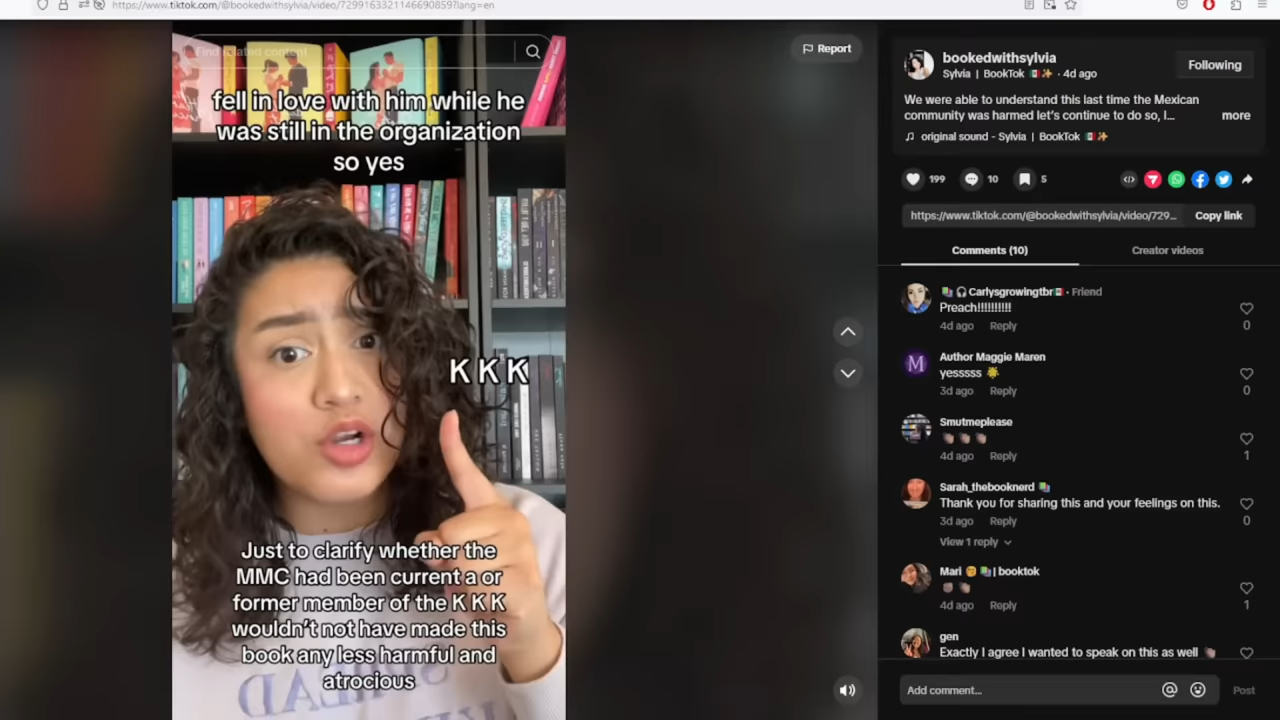 https://www.tiktok.com/@bookedwithsylvia/video/7299163321146690859?lang=en
Find related content
Report
fell in love with him while he
was still in the organization
so yes
K K K
Just to clarify whether the
MMC had been current a or
former member of the K K K
wouldn't not have made this
book any less harmful and
atrocious
bookedwithsylvia
Sylvia | BookTok 🇲🇽✨ · 4d ago
Following
We were able to understand this last time the Mexican
community was harmed let's continue to do so, I...
more
original sound - Sylvia | BookTok 🇲🇽✨
199
10
5
https://www.tiktok.com/@bookedwithsylvia/video/729...
Copy link
Comments (10)
Creator videos
Carlysgrowingtbr🇲🇽 · Friend
Preach!!!!!!!!!!
4d ago Reply
0
M
Author Maggie Maren
yesssss
3d ago Reply
0
Smutmeplease
4d ago Reply
1
Sarah_thebooknerd
Thank you for sharing this and your feelings on this.
3d ago Reply
0
View 1 reply
Mari | booktok
4d ago Reply
1
gen
Exactly I agree I wanted to speak on this as well
Add comment...
Post